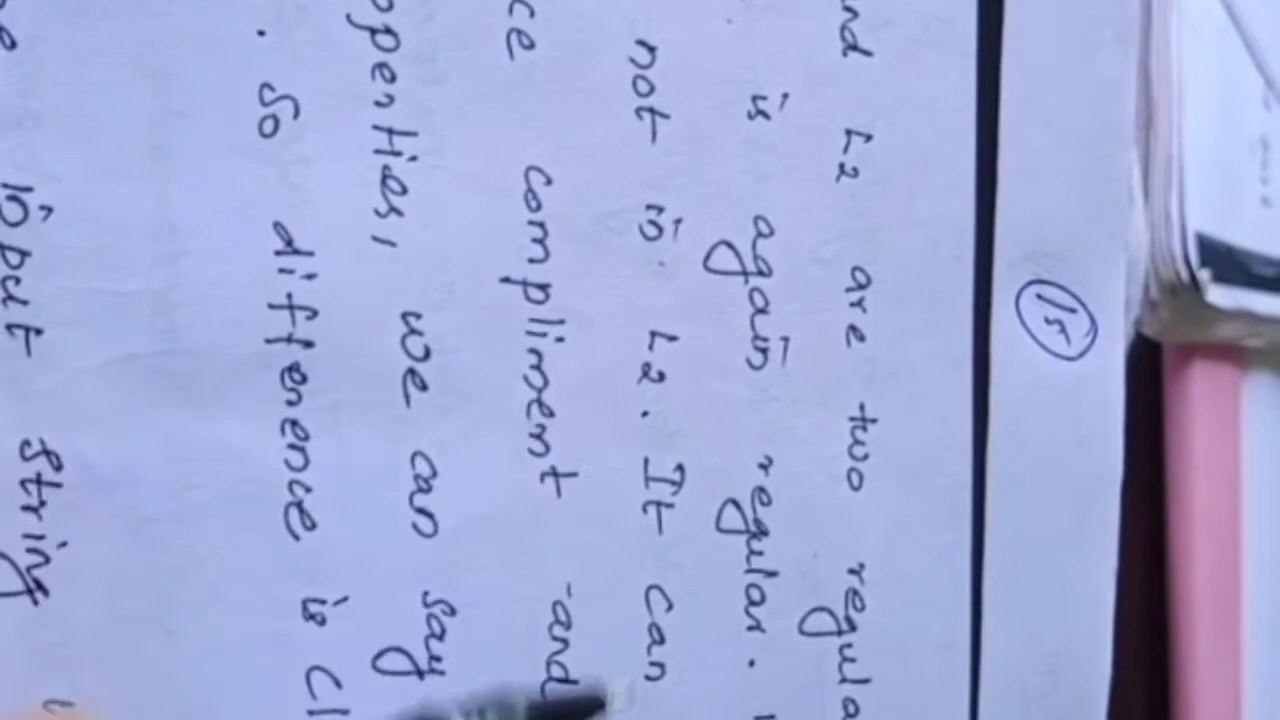 15
and L2 are two regula
is again regular.
not in L2. It can
ce compliment and
operties, we can say
. So difference is cl
input string